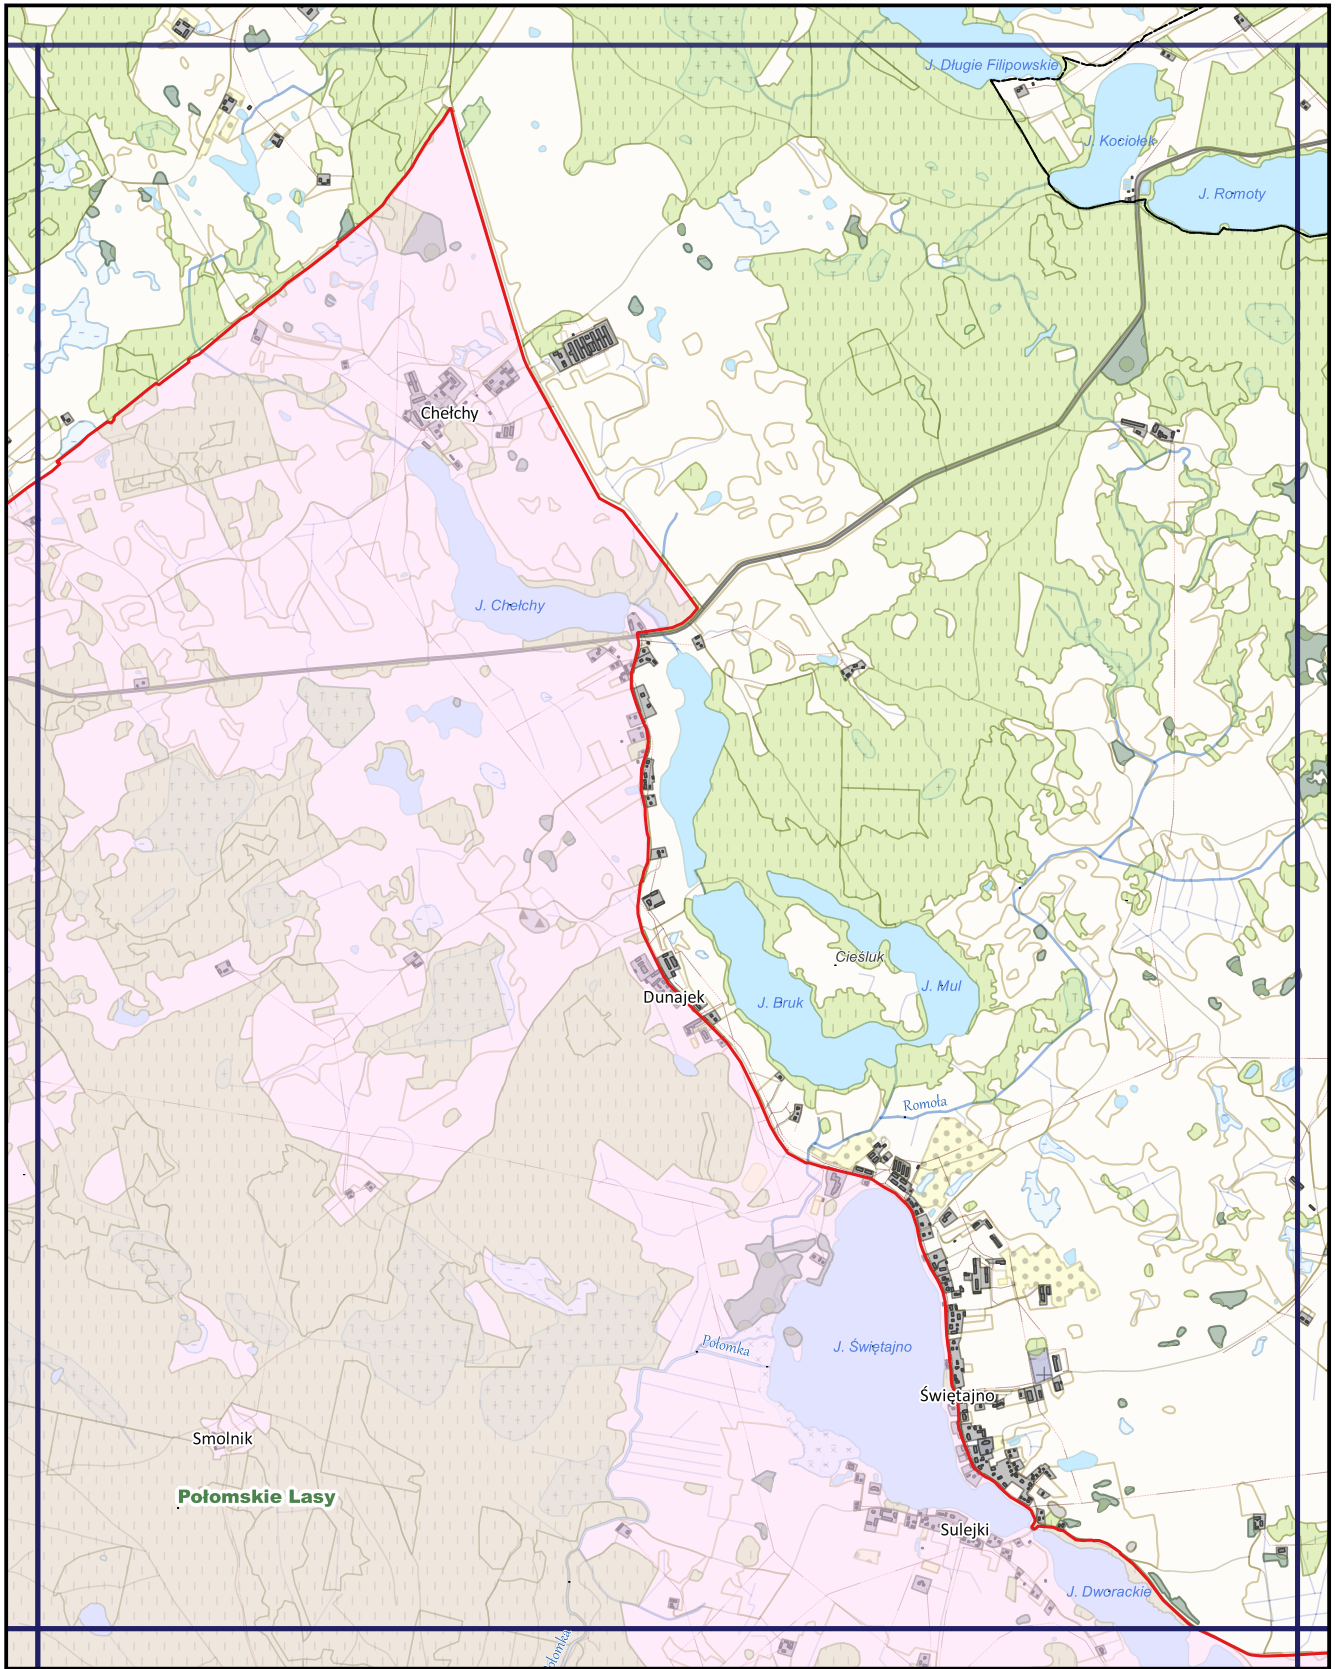 J. Długie Filipowskie
J. Kociołek
J. Romoty
Chełchy
J. Chełchy
Cieśluk
J. Mul
Dunajek
J. Bruk
Romoła
Połomka
J. Świętajno
Świętajno
Smolnik
Połomskie Lasy
Sulejki
J. Dworackie
ołomka